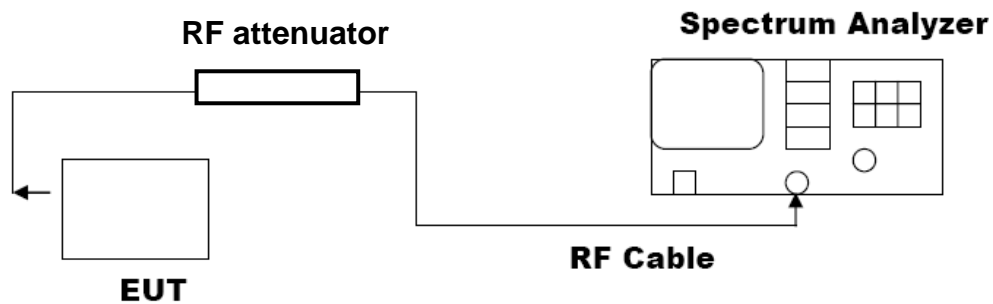 RF attenuator
Spectrum Analyzer
RF Cable
EUT